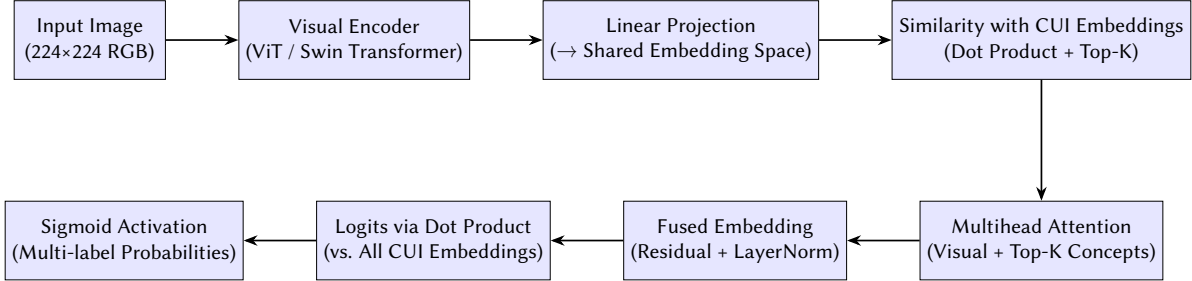 Input Image
(224×224 RGB)
Visual Encoder
(ViT / Swin Transformer)
Linear Projection
(→ Shared Embedding Space)
Similarity with CUI Embeddings
(Dot Product + Top-K)
Multihead Attention
(Visual + Top-K Concepts)
Fused Embedding
(Residual + LayerNorm)
Logits via Dot Product
(vs. All CUI Embeddings)
Sigmoid Activation
(Multi-label Probabilities)